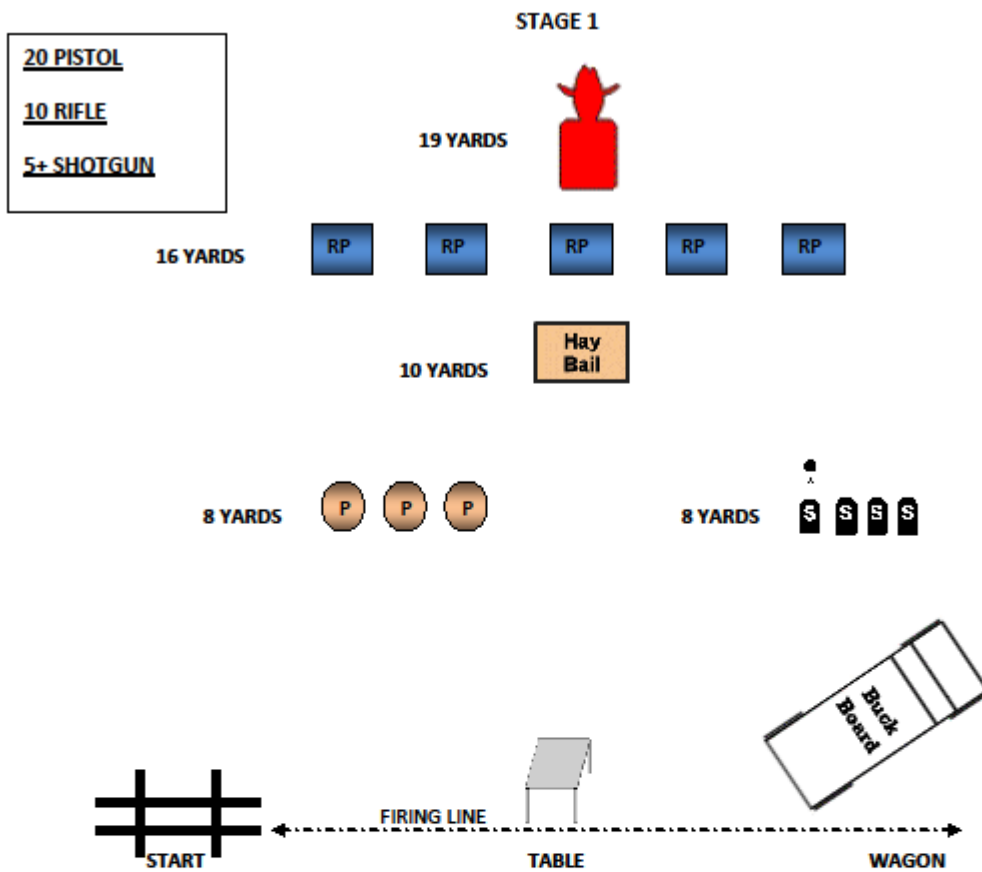 STAGE 1
20 PISTOL
10 RIFLE
5+ SHOTGUN
19 YARDS
16 YARDS
RP RP RP RP RP
Hay
Bail
10 YARDS
8 YARDS
P P P
8 YARDS
S S S S
Buck
Board
FIRING LINE
START
TABLE
WAGON